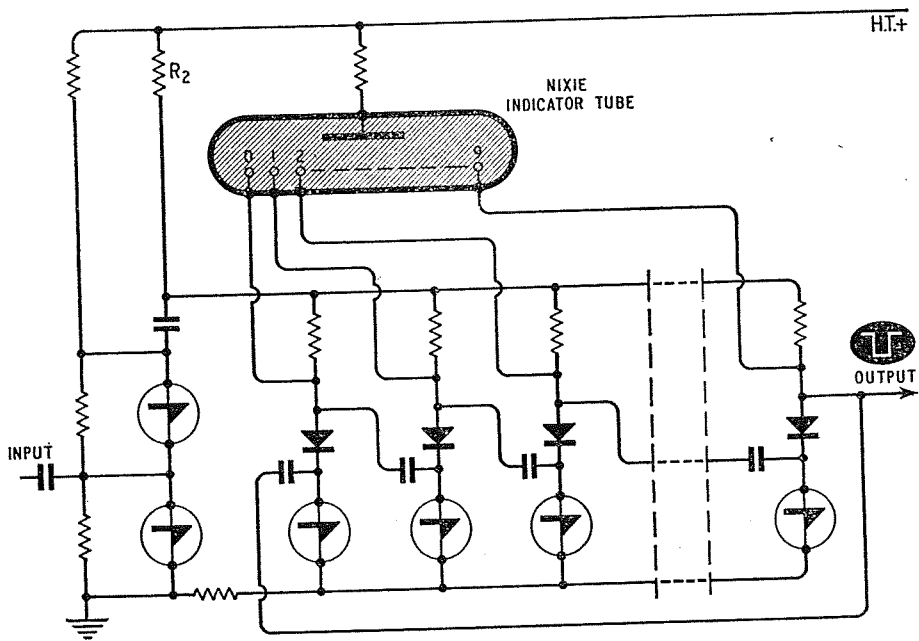 H.T.+
R2
NIXIE
INDICATOR TUBE
0 1 2 9
OUTPUT
INPUT